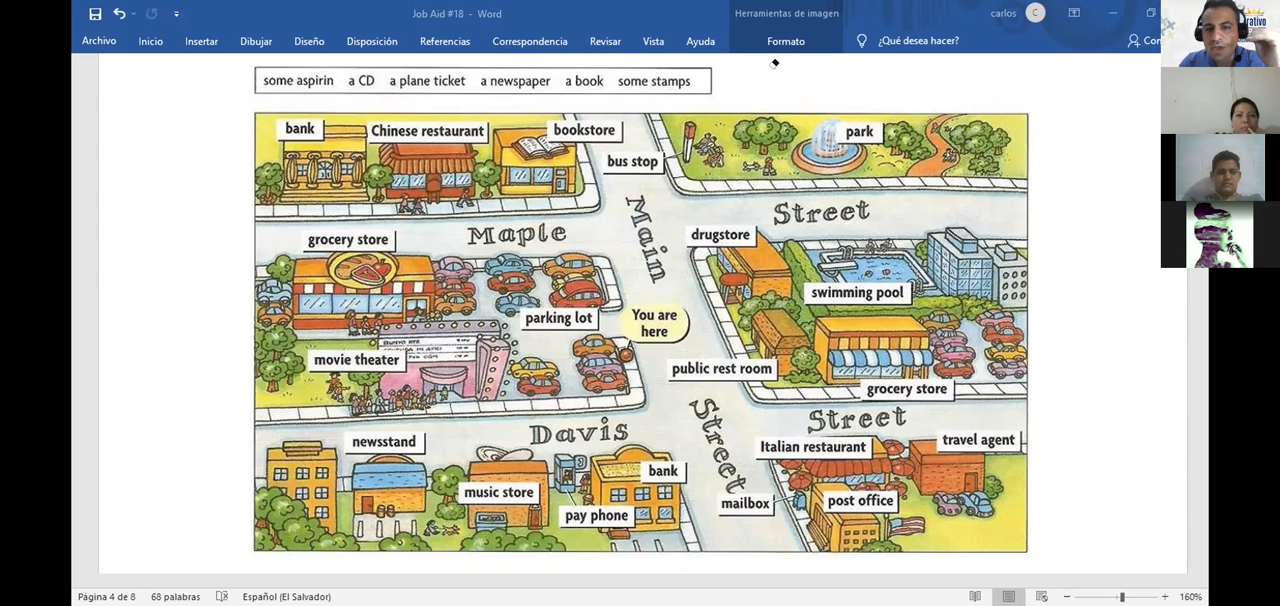 Job Aid #18 - Word
Herramientas de imagen
carlos
C
rativo
Archivo
Inicio
Insertar
Dibujar
Diseño
Disposición
Referencias
Correspondencia
Revisar
Vista
Ayuda
Formato
¿Qué desea hacer?
some aspirin a CD a plane ticket a newspaper a book some stamps
bank
Chinese restaurant
bookstore
bus stop
park
Maple
Main
Street
grocery store
drugstore
swimming pool
parking lot
You are
here
movie theater
public rest room
grocery store
Davis
Street
Street
newsstand
music store
pay phone
bank
Italian restaurant
travel agent
mailbox
post office
Página 4 de 8
68 palabras
Español (El Salvador)
160%